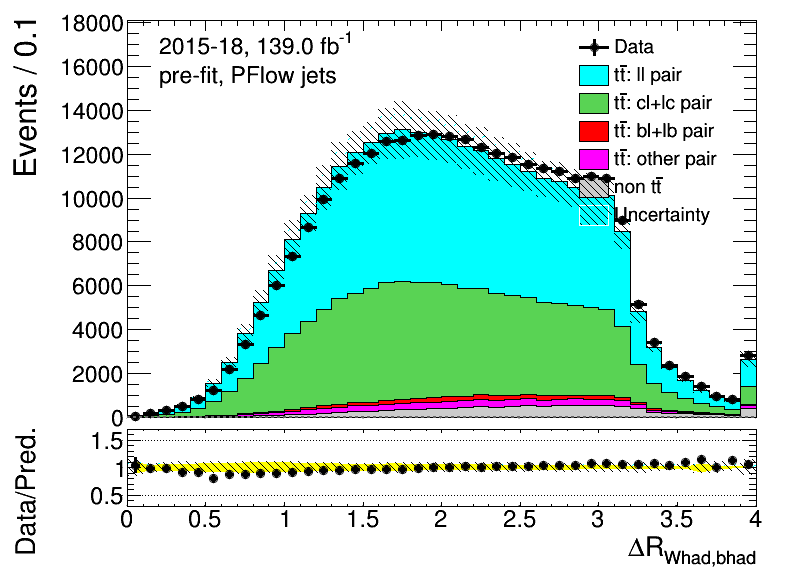 Events / 0.1
18000
16000
14000
12000
10000
8000
6000
4000
2000
0
2015-18, 139.0 fb⁻¹
pre-fit, PFlow jets
Data
tt̄: ll pair
tt̄: cl+lc pair
tt̄: bl+lb pair
tt̄: other pair
non tt̄
Uncertainty
Data/Pred.
1.5
1
0.5
0 0.5 1 1.5 2 2.5 3 3.5 4
ΔR_Whad,bhad